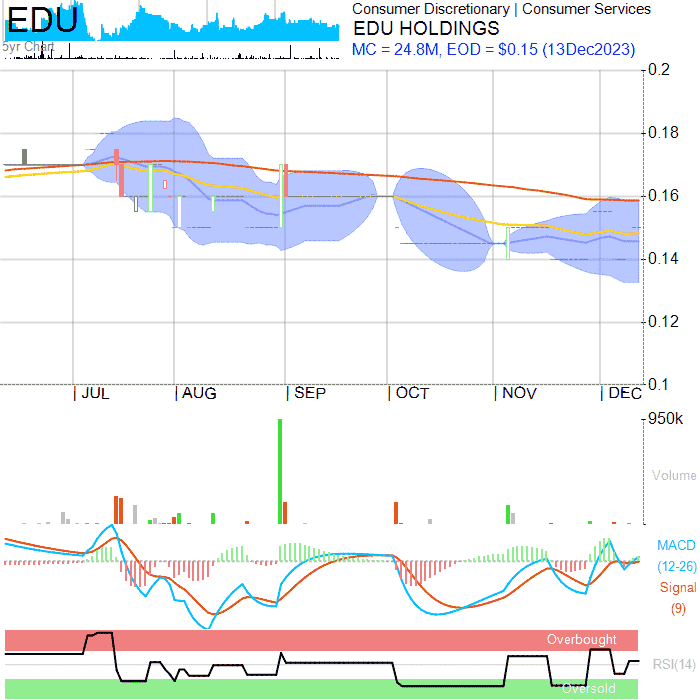 EDU
Consumer Discretionary | Consumer Services
EDU HOLDINGS
MC = 24.8M, EOD = $0.15 (13Dec2023)
5yr Chart
0.2
0.18
0.16
0.14
0.12
0.1
| JUL | AUG | SEP | OCT | NOV | DEC
950k
Volume
MACD
(12-26)
Signal
(9)
Overbought
RSI(14)
Oversold